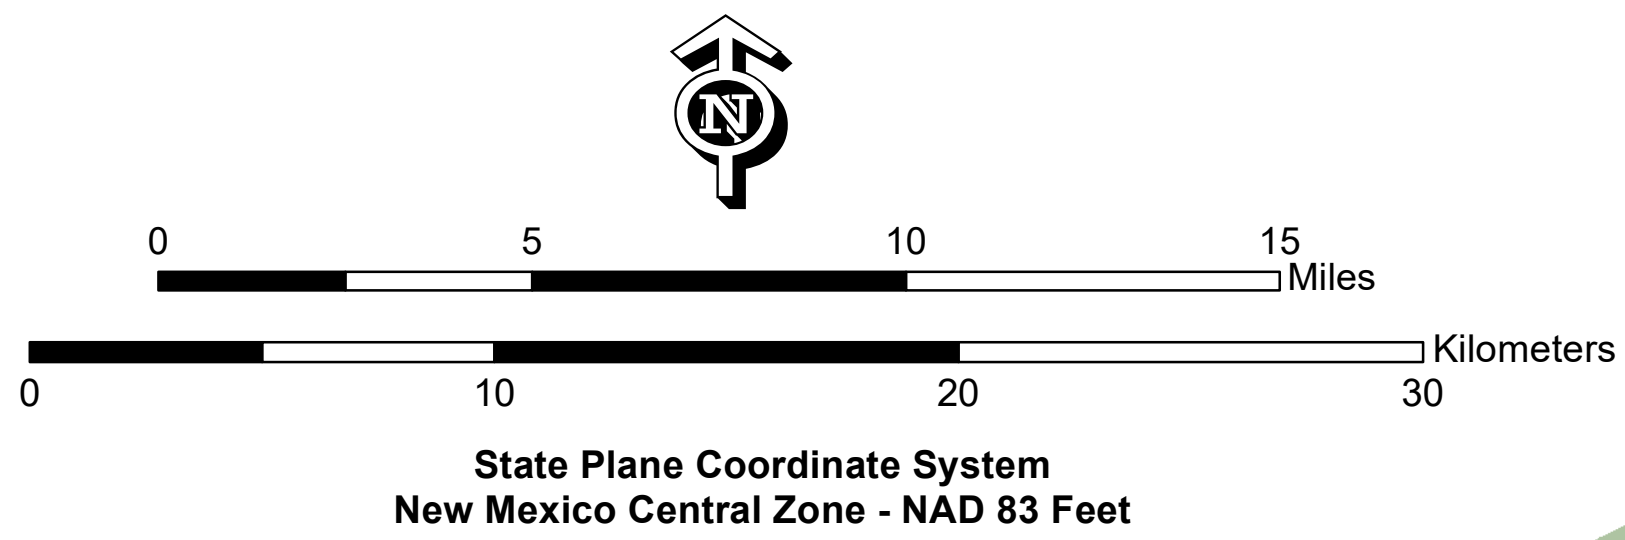 N
0 5 10 15
Miles
Kilometers
0 10 20 30
State Plane Coordinate System
New Mexico Central Zone - NAD 83 Feet